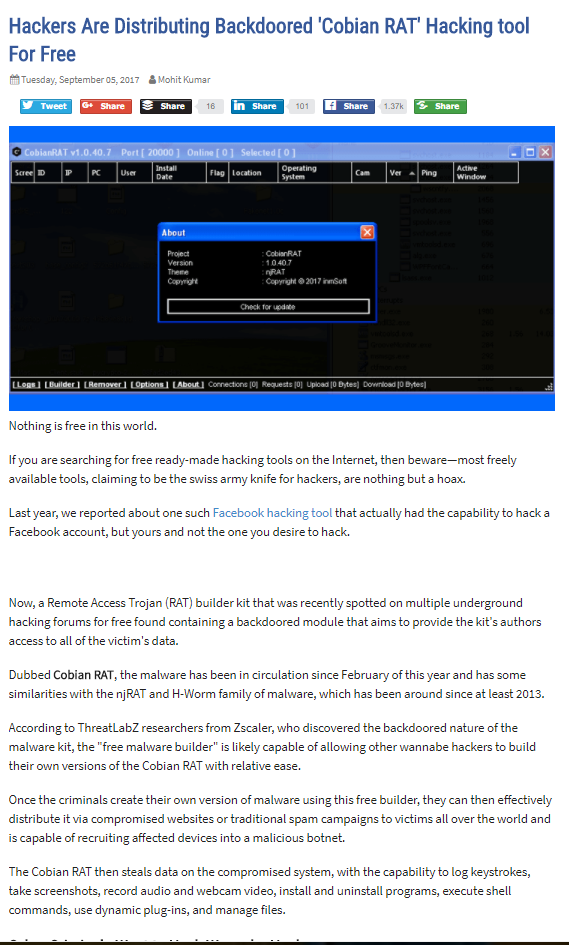 Hackers Are Distributing Backdoored 'Cobian RAT' Hacking tool
For Free
Tuesday, September 05, 2017 Mohit Kumar
Tweet G+ Share Share 16 in Share 101 f Share 1.37k Share
CobianRAT v1.0.40.7 Port [ 20000 ] Online [ 0 ] Selected [ 0 ]
Scree ID IP PC User Install Date Flag Location Operating System Cam Ver Ping Active Window
About
Project : CobianRAT
Version : 1.0.40.7
Theme : njRAT
Copyright : Copyright © 2017 inmSoft
Check for update
[ Logs ] [ Builder ] [ Remover ] [ Options ] [ About ] Connections [0] Requests [0] Upload [0 Bytes] Download [0 Bytes]
Nothing is free in this world.
If you are searching for free ready-made hacking tools on the Internet, then beware—most freely
available tools, claiming to be the swiss army knife for hackers, are nothing but a hoax.
Last year, we reported about one such Facebook hacking tool that actually had the capability to hack a
Facebook account, but yours and not the one you desire to hack.
Now, a Remote Access Trojan (RAT) builder kit that was recently spotted on multiple underground
hacking forums for free found containing a backdoored module that aims to provide the kit's authors
access to all of the victim's data.
Dubbed Cobian RAT, the malware has been in circulation since February of this year and has some
similarities with the njRAT and H-Worm family of malware, which has been around since at least 2013.
According to ThreatLabZ researchers from Zscaler, who discovered the backdoored nature of the
malware kit, the "free malware builder" is likely capable of allowing other wannabe hackers to build
their own versions of the Cobian RAT with relative ease.
Once the criminals create their own version of malware using this free builder, they can then effectively
distribute it via compromised websites or traditional spam campaigns to victims all over the world and
is capable of recruiting affected devices into a malicious botnet.
The Cobian RAT then steals data on the compromised system, with the capability to log keystrokes,
take screenshots, record audio and webcam video, install and uninstall programs, execute shell
commands, use dynamic plug-ins, and manage files.